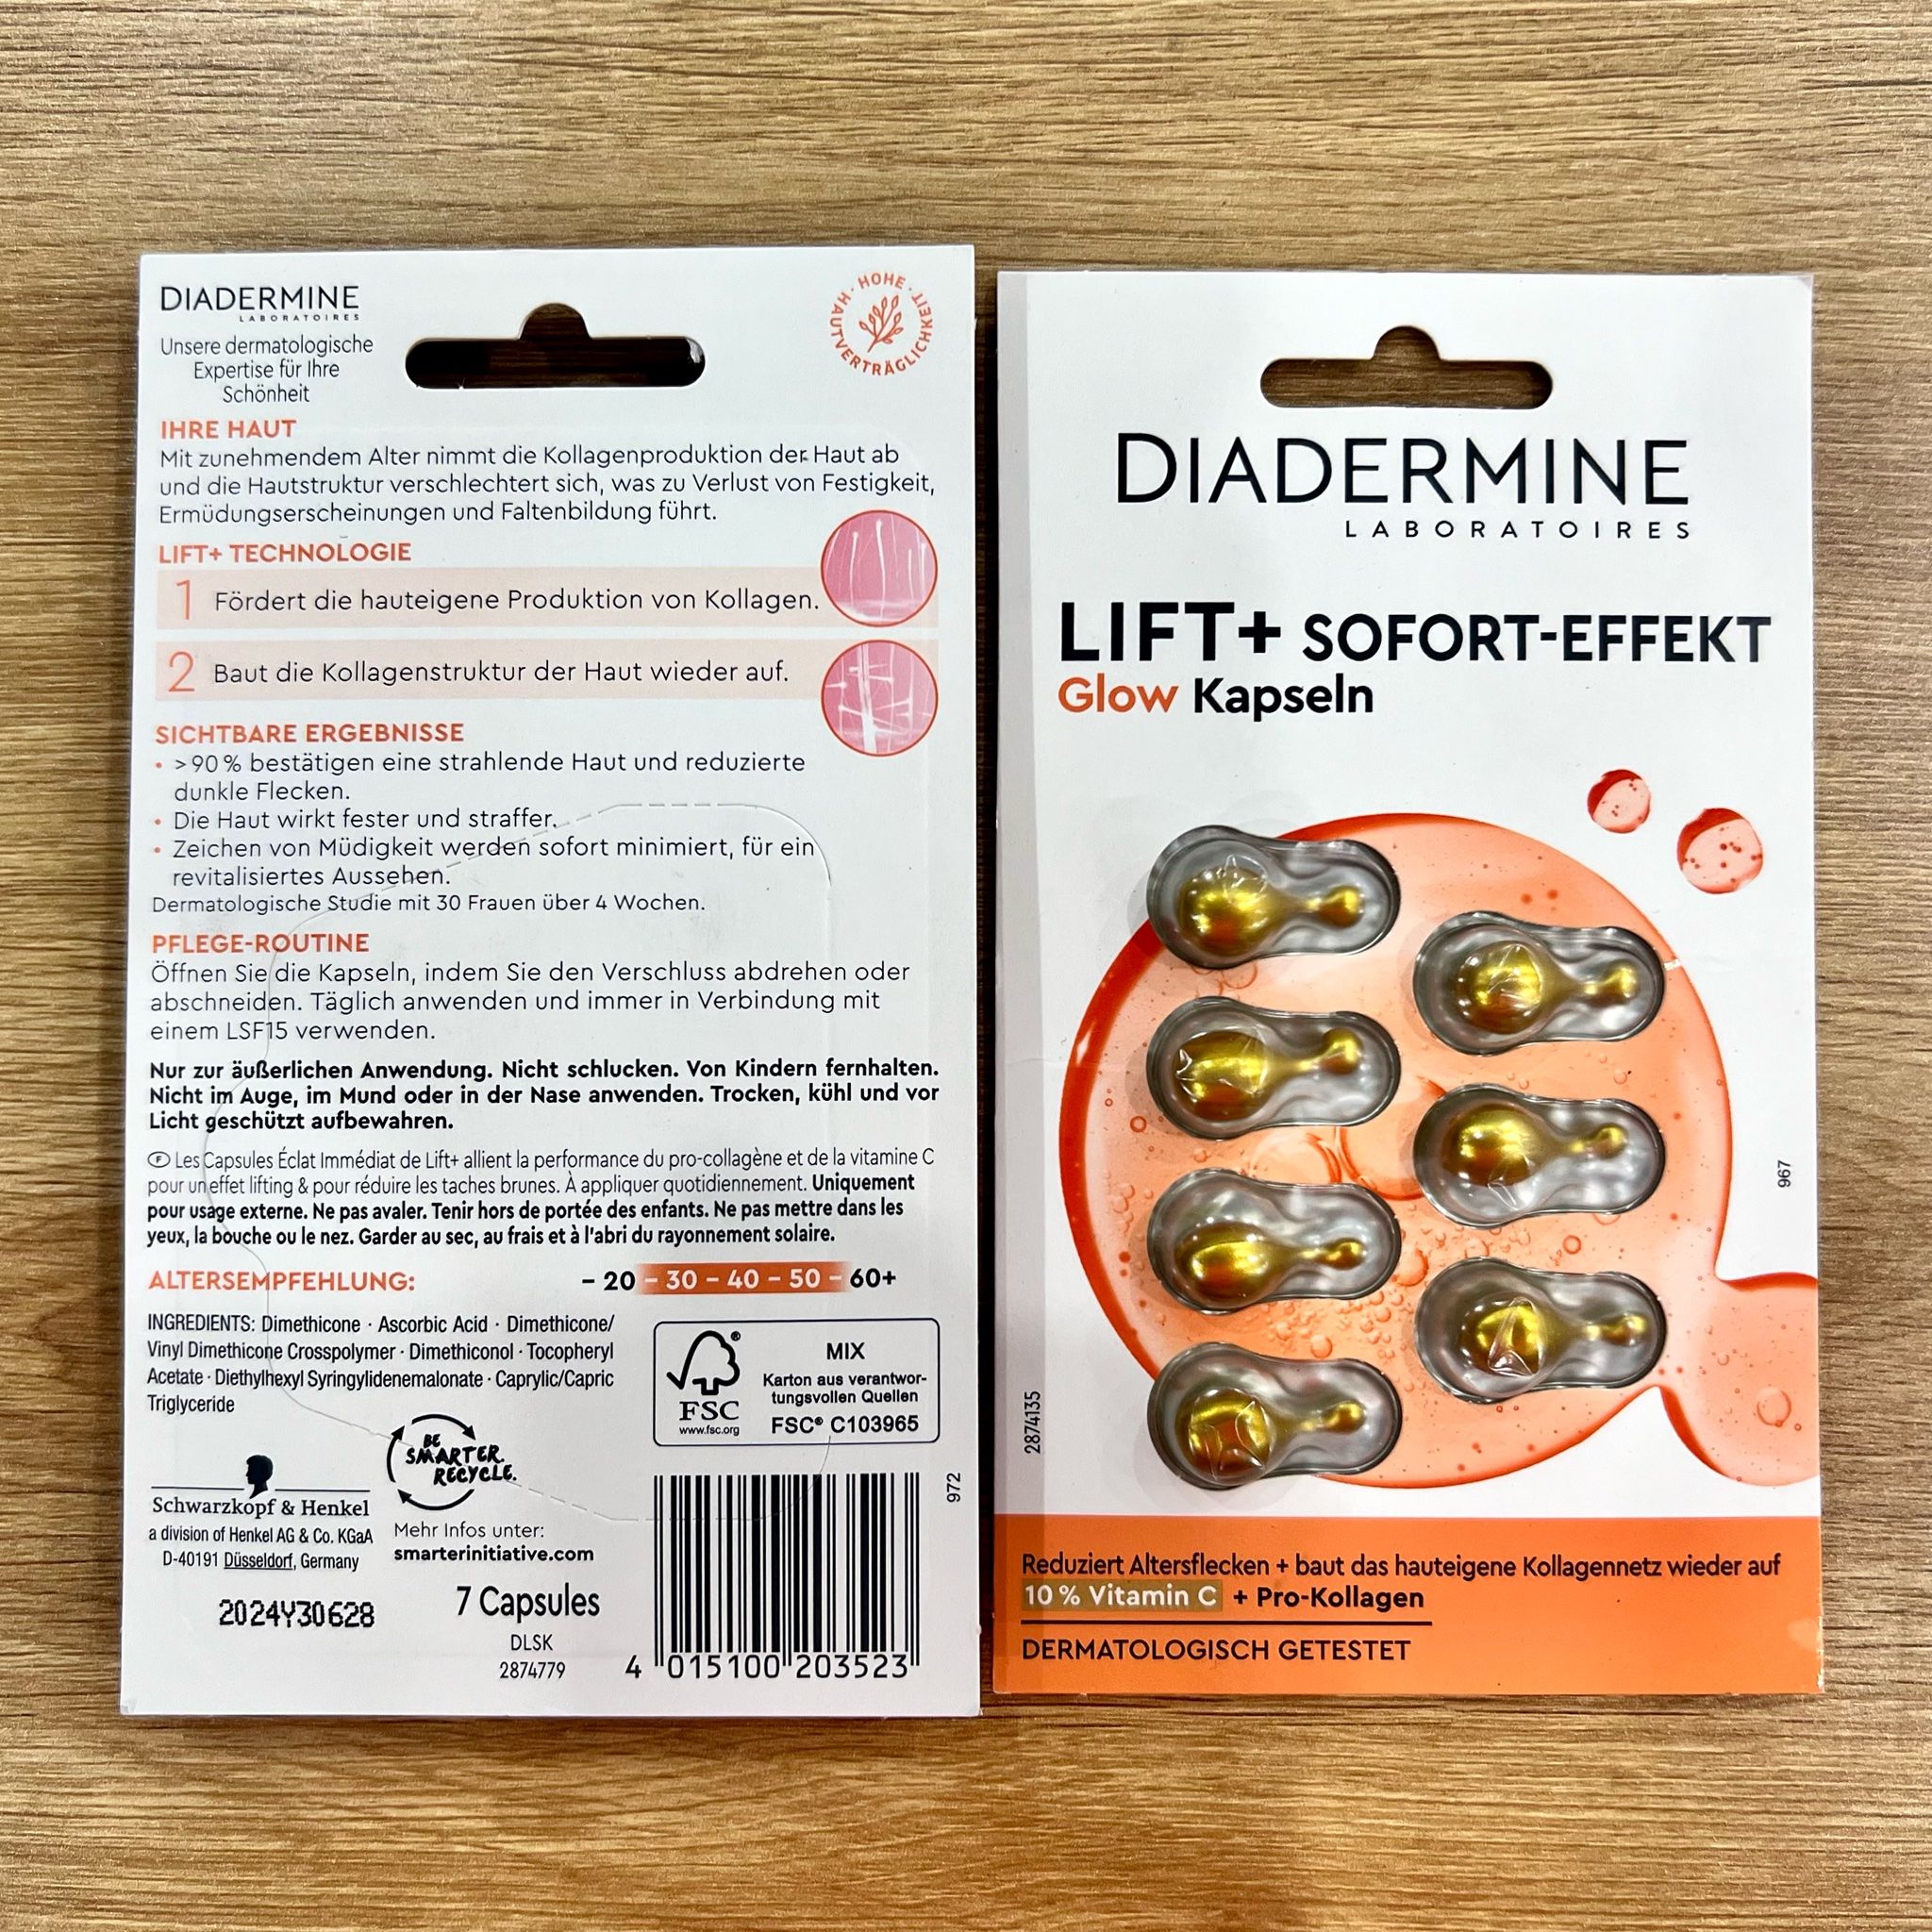 DIADERMINE
LABORATOIRES
Unsere dermatologische
Expertise für Ihre
Schönheit
· HOHE · HAUTVERTRÄGLICHKEIT
IHRE HAUT
Mit zunehmendem Alter nimmt die Kollagenproduktion der Haut ab
und die Hautstruktur verschlechtert sich, was zu Verlust von Festigkeit,
Ermüdungserscheinungen und Faltenbildung führt.
LIFT+ TECHNOLOGIE
1 Fördert die hauteigene Produktion von Kollagen.
2 Baut die Kollagenstruktur der Haut wieder auf.
SICHTBARE ERGEBNISSE
• > 90 % bestätigen eine strahlende Haut und reduzierte
dunkle Flecken.
• Die Haut wirkt fester und straffer.
• Zeichen von Müdigkeit werden sofort minimiert, für ein
revitalisiertes Aussehen.
Dermatologische Studie mit 30 Frauen über 4 Wochen.
PFLEGE-ROUTINE
Öffnen Sie die Kapseln, indem Sie den Verschluss abdrehen oder
abschneiden. Täglich anwenden und immer in Verbindung mit
einem LSF15 verwenden.
Nur zur äußerlichen Anwendung. Nicht schlucken. Von Kindern fernhalten.
Nicht im Auge, im Mund oder in der Nase anwenden. Trocken, kühl und vor
Licht geschützt aufbewahren.
F Les Capsules Éclat Immédiat de Lift+ allient la performance du pro-collagène et de la vitamine C
pour un effet lifting & pour réduire les taches brunes. À appliquer quotidiennement. Uniquement
pour usage externe. Ne pas avaler. Tenir hors de portée des enfants. Ne pas mettre dans les
yeux, la bouche ou le nez. Garder au sec, au frais et à l'abri du rayonnement solaire.
ALTERSEMPFEHLUNG: – 20 – 30 – 40 – 50 – 60+
INGREDIENTS: Dimethicone · Ascorbic Acid · Dimethicone/
Vinyl Dimethicone Crosspolymer · Dimethiconol · Tocopheryl
Acetate · Diethylhexyl Syringylidenemalonate · Caprylic/Capric
Triglyceride
®
FSC
www.fsc.org
MIX
Karton aus verantwor-
tungsvollen Quellen
FSC® C103965
BE
SMARTER.
RECYCLE.
Schwarzkopf & Henkel
a division of Henkel AG & Co. KGaA
D-40191 Düsseldorf, Germany
Mehr Infos unter:
smarterinitiative.com
2024Y30628
7 Capsules
DLSK
2874779
972
4 015100 203523
DIADERMINE
LABORATOIRES
LIFT+ SOFORT-EFFEKT
Glow Kapseln
967
2874135
Reduziert Altersflecken + baut das hauteigene Kollagennetz wieder auf
10 % Vitamin C + Pro-Kollagen
DERMATOLOGISCH GETESTET